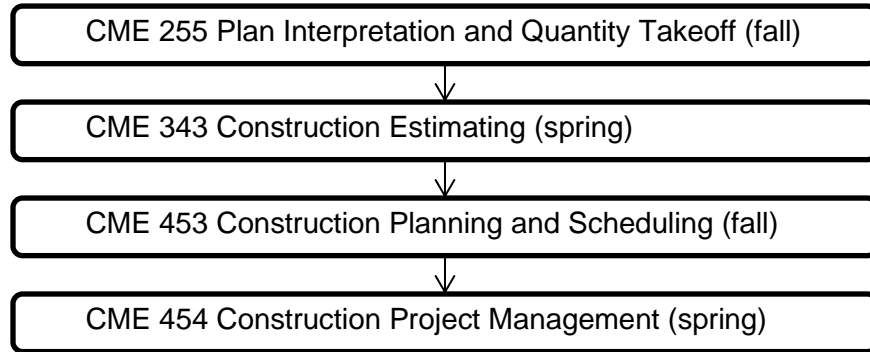 CME 255 Plan Interpretation and Quantity Takeoff (fall)
CME 343 Construction Estimating (spring)
CME 453 Construction Planning and Scheduling (fall)
CME 454 Construction Project Management (spring)